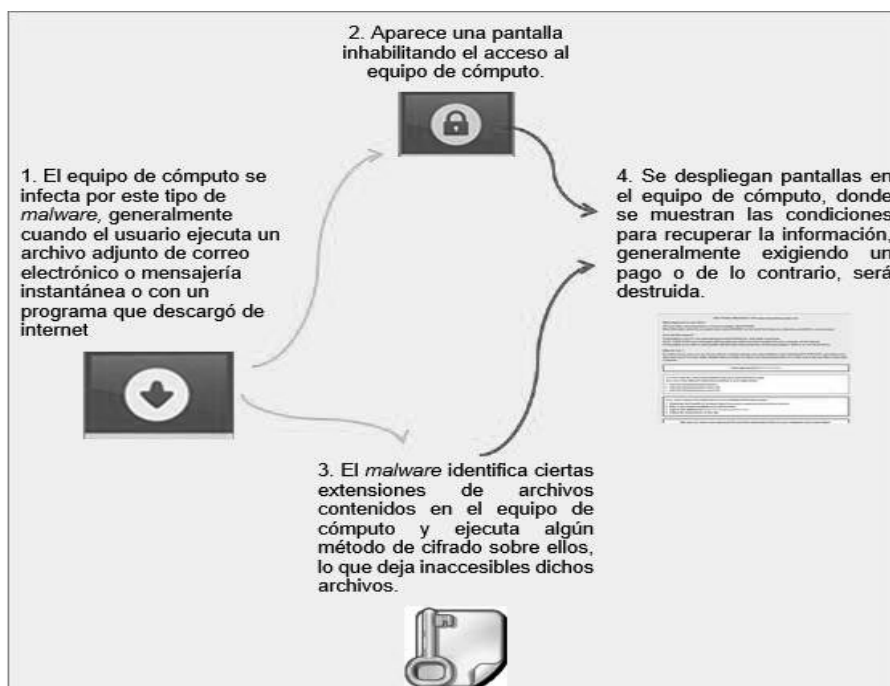 2. Aparece una pantalla
inhabilitando el acceso al
equipo de cómputo.
1. El equipo de cómputo se
infecta por este tipo de
malware, generalmente
cuando el usuario ejecuta un
archivo adjunto de correo
electrónico o mensajería
instantánea o con un
programa que descargó de
internet
4. Se despliegan pantallas en
el equipo de cómputo, donde
se muestran las condiciones
para recuperar la información,
generalmente exigiendo un
pago o de lo contrario, será
destruida.
3. El malware identifica ciertas
extensiones de archivos
contenidos en el equipo de
cómputo y ejecuta algún
método de cifrado sobre ellos,
lo que deja inaccesibles dichos
archivos.